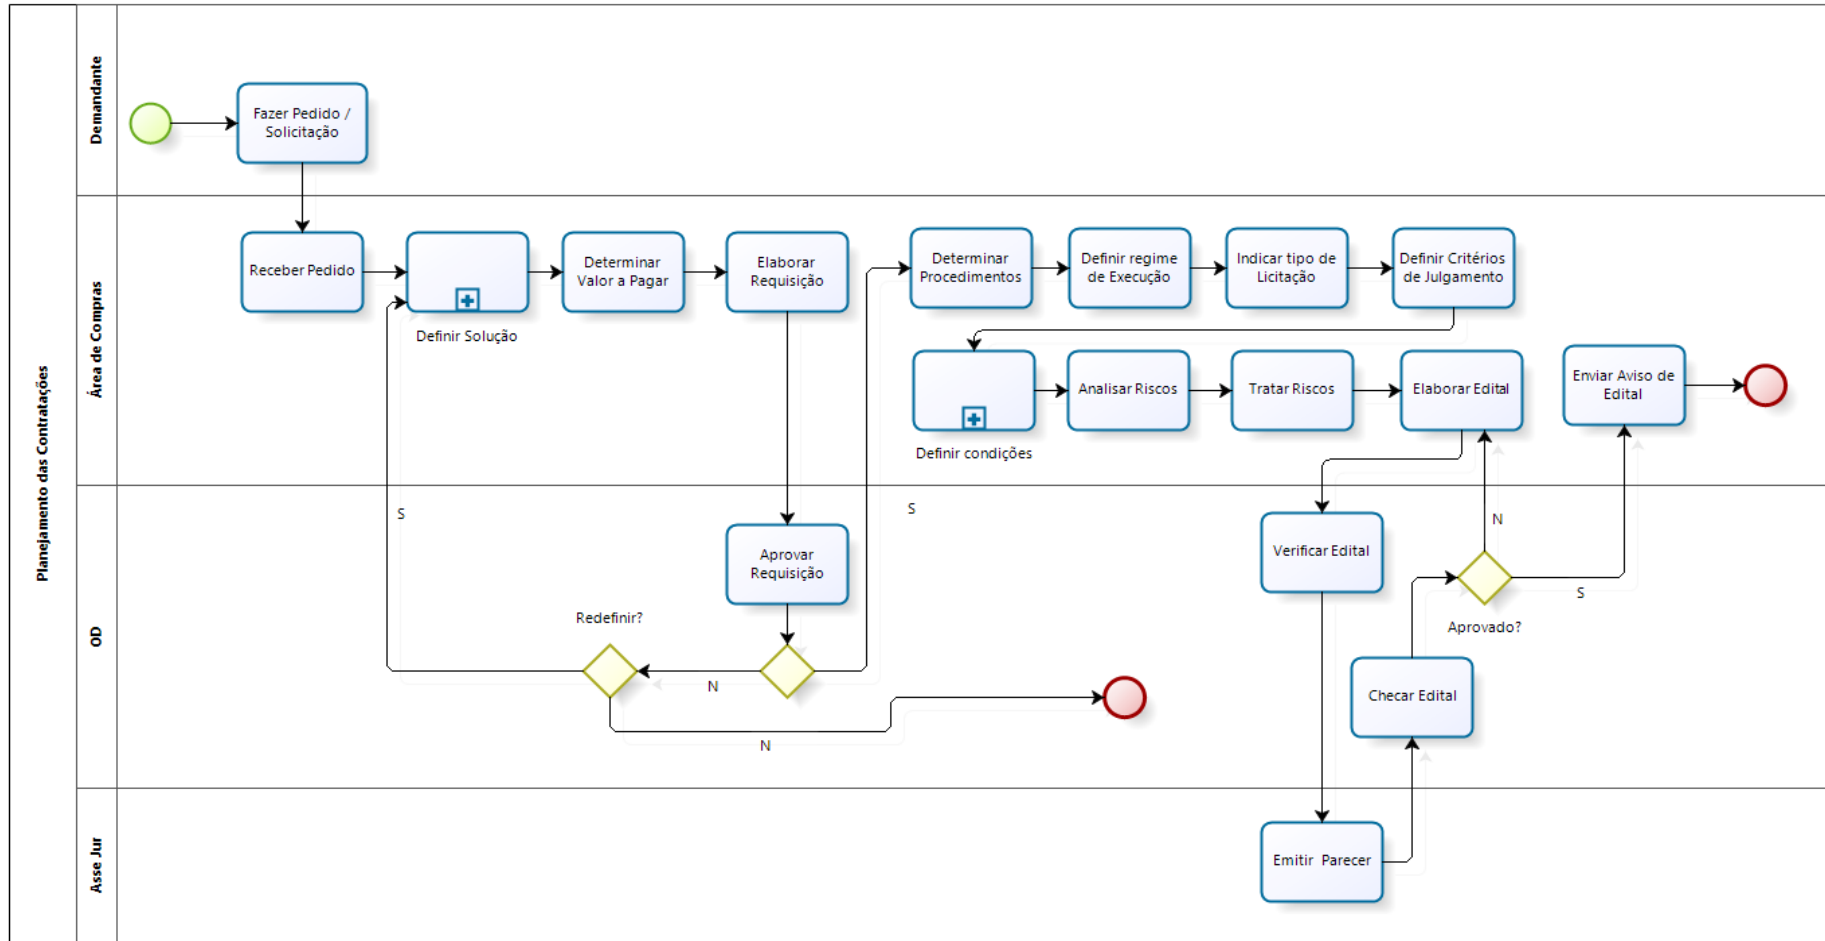 Planejamento das Contratações
Demandante
Fazer Pedido /
Solicitação
Área de Compras
Receber Pedido
Definir Solução
Determinar
Valor a Pagar
Elaborar
Requisição
Determinar
Procedimentos
Definir regime
de Execução
Indicar tipo de
Licitação
Definir Critérios
de Julgamento
Definir condições
Analisar Riscos
Tratar Riscos
Elaborar Edital
Enviar Aviso de
Edital
OD
S
S
N
Aprovar
Requisição
Verificar Edital
S
Redefinir?
Aprovado?
N
Checar Edital
N
Asse Jur
Emitir Parecer